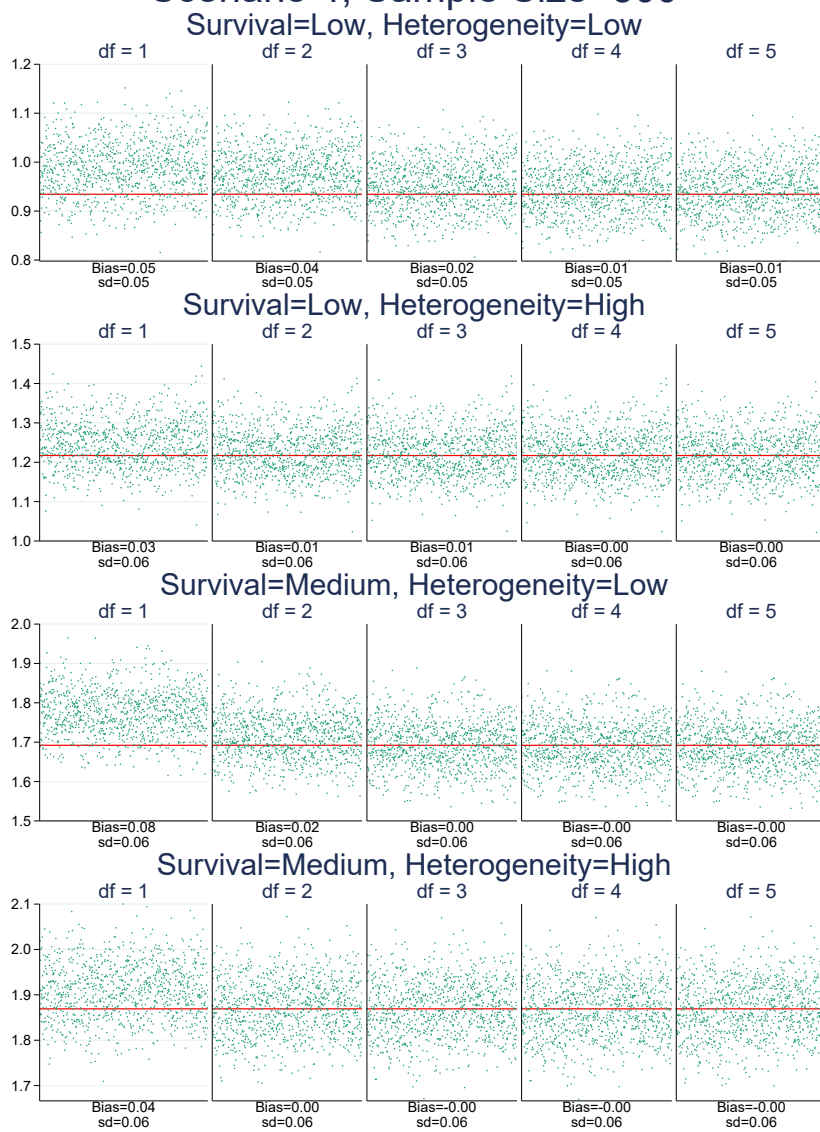 Survival=Low, Heterogeneity=Low
df = 1 df = 2 df = 3 df = 4 df = 5
1.2
1.1
1.0
0.9
0.8
Bias=0.05 Bias=0.04 Bias=0.02 Bias=0.01 Bias=0.01
sd=0.05 sd=0.05 sd=0.05 sd=0.05 sd=0.05
Survival=Low, Heterogeneity=High
df = 1 df = 2 df = 3 df = 4 df = 5
1.5
1.4
1.3
1.2
1.1
1.0
Bias=0.03 Bias=0.01 Bias=0.01 Bias=0.00 Bias=0.00
sd=0.06 sd=0.06 sd=0.06 sd=0.06 sd=0.06
Survival=Medium, Heterogeneity=Low
df = 1 df = 2 df = 3 df = 4 df = 5
2.0
1.9
1.8
1.7
1.6
1.5
Bias=0.08 Bias=0.02 Bias=0.00 Bias=-0.00 Bias=-0.00
sd=0.06 sd=0.06 sd=0.06 sd=0.06 sd=0.06
Survival=Medium, Heterogeneity=High
df = 1 df = 2 df = 3 df = 4 df = 5
2.1
2.0
1.9
1.8
1.7
Bias=0.04 Bias=0.00 Bias=-0.00 Bias=-0.00 Bias=-0.00
sd=0.06 sd=0.06 sd=0.06 sd=0.06 sd=0.06